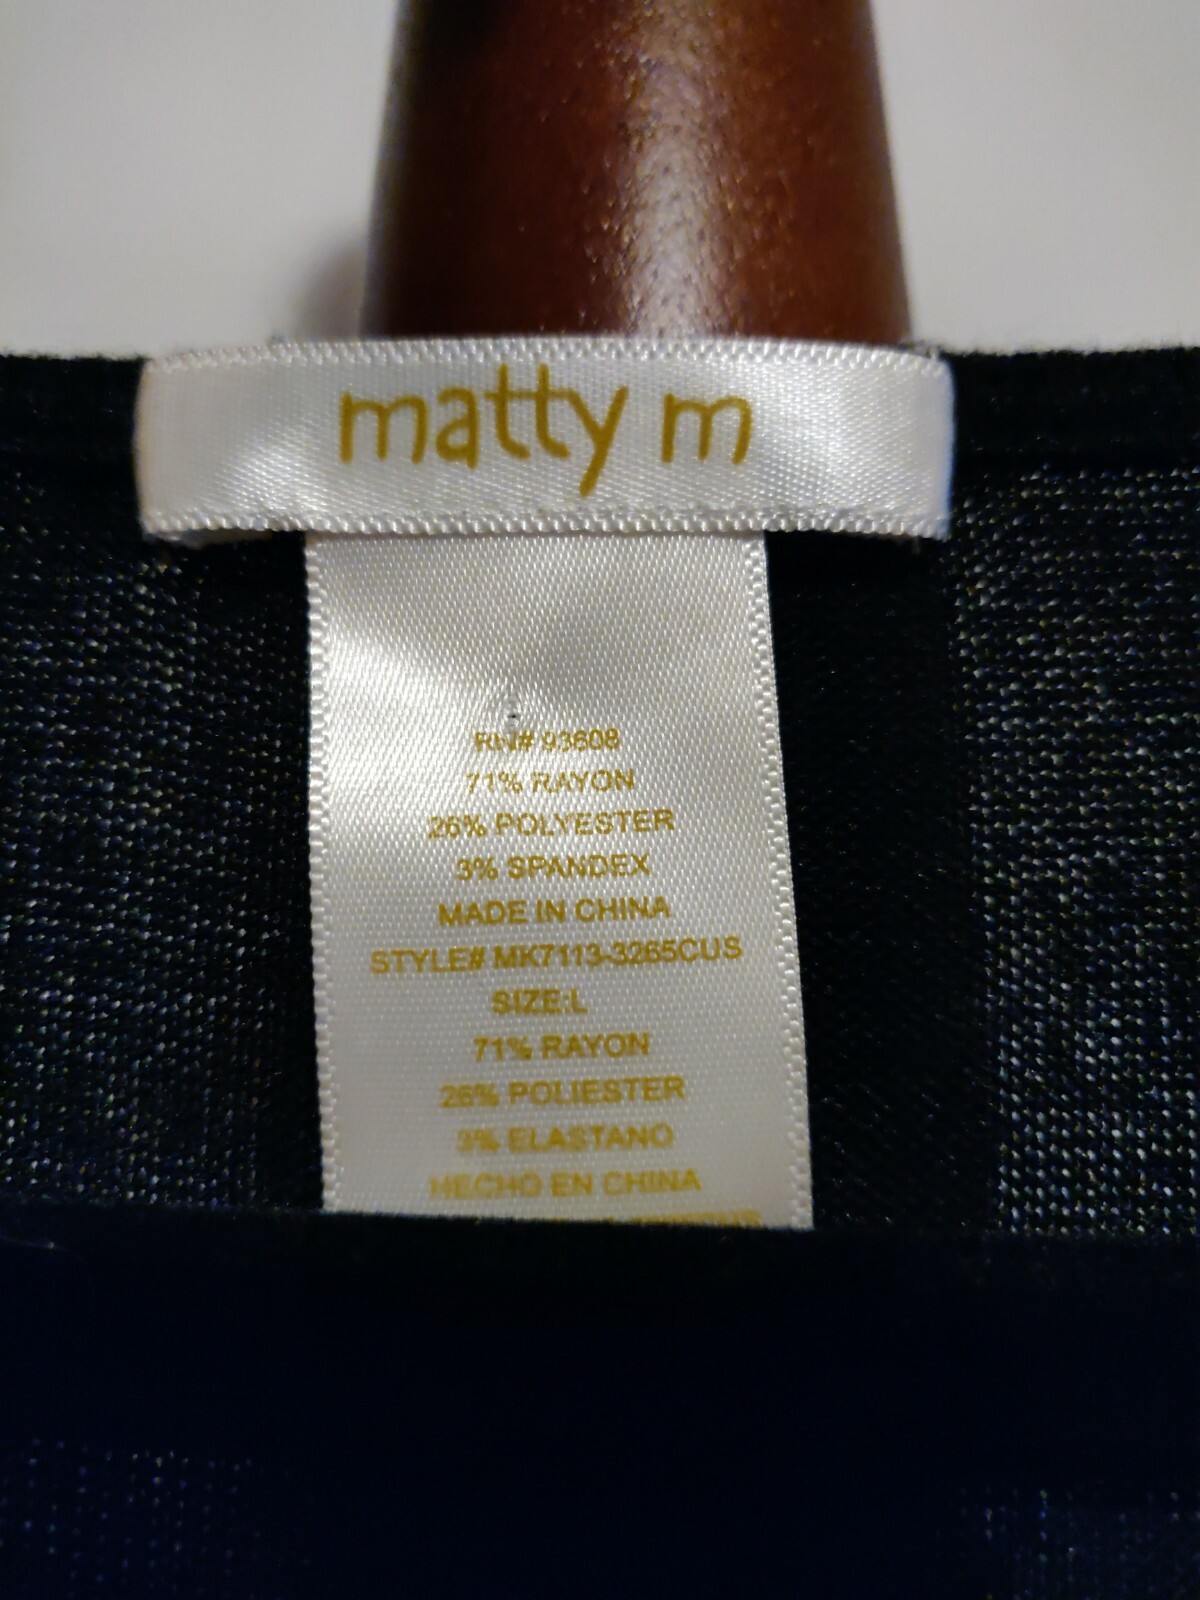 matty m
RN# 93608
71% RAYON
26% POLYESTER
3% SPANDEX
MADE IN CHINA
STYLE# MK7113-3265CUS
SIZE:L
71% RAYON
26% POLIESTER
3% ELASTANO
HECHO EN CHINA